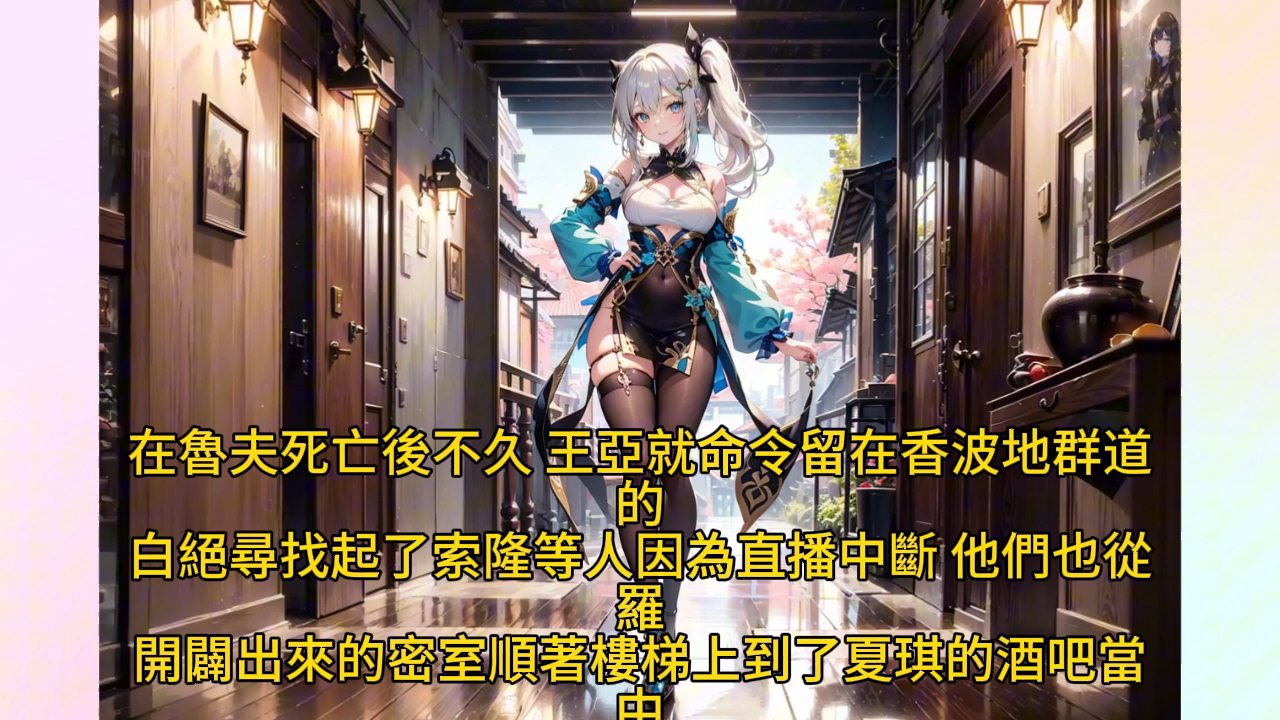 在魯夫死亡後不久 王亞就命令留在香波地群道
的
白絕尋找起了索隆等人因為直播中斷 他們也從
羅
開闢出來的密室順著樓梯上到了夏琪的酒吧當
中